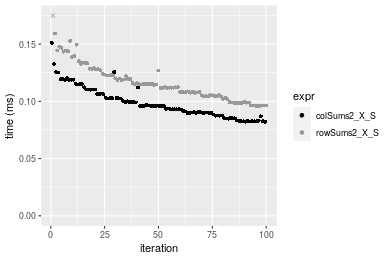 0.15
0.10
0.05
0.00
time (ms)
0
25
50
75
100
iteration
expr
colSums2_X_S
rowSums2_X_S